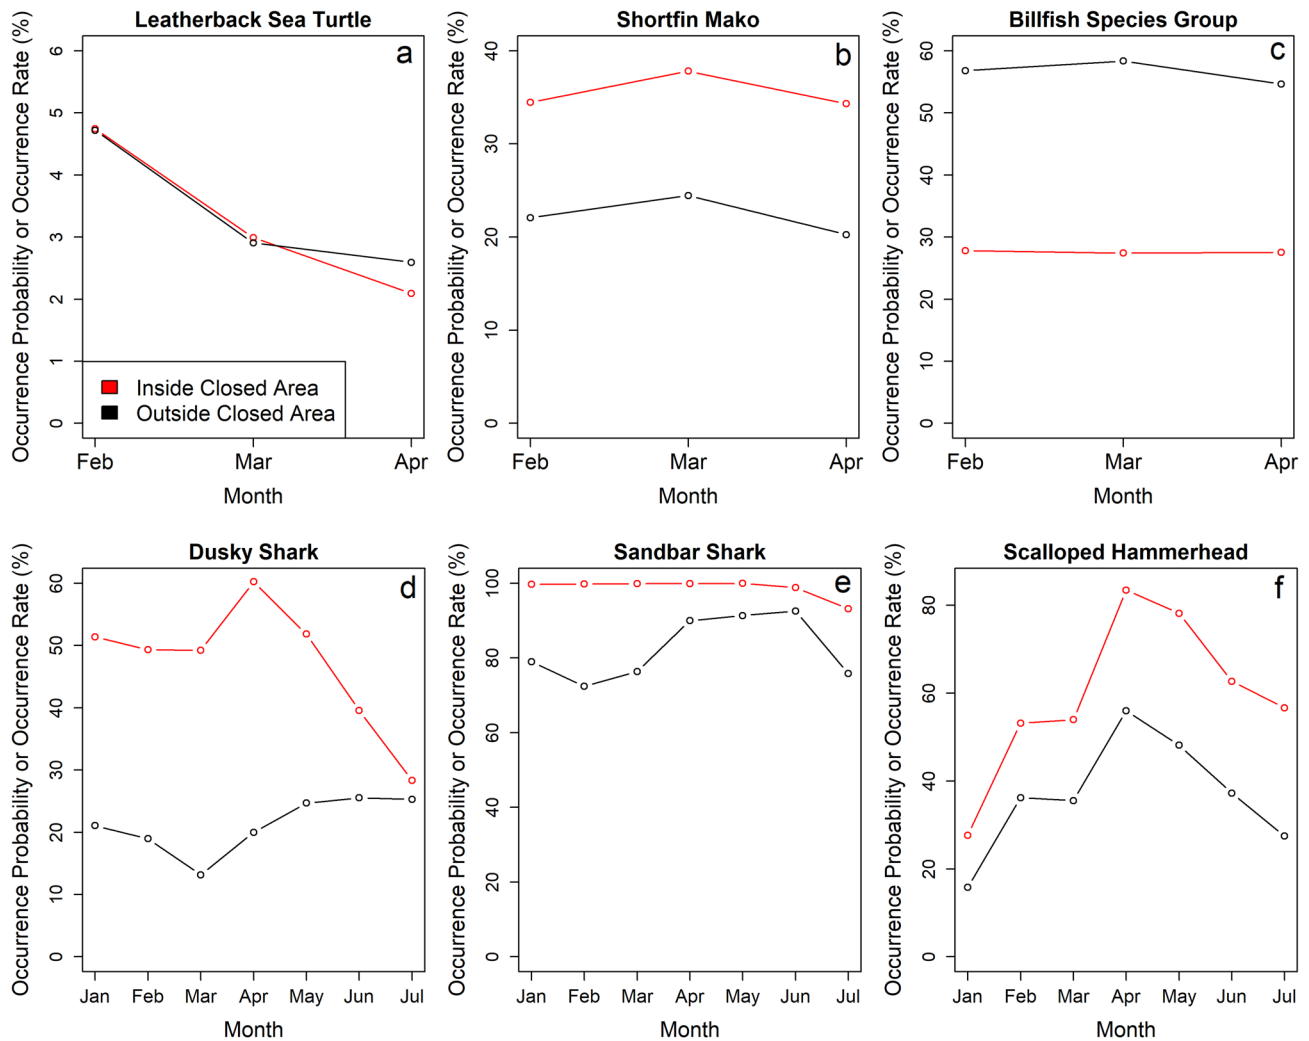 Leatherback Sea Turtle
a
Occurrence Probability or Occurrence Rate (%)
6
5
4
3
2
1
0
Inside Closed Area
Outside Closed Area
Feb Mar Apr
Month
Shortfin Mako
b
Occurrence Probability or Occurrence Rate (%)
40
30
20
10
0
Feb Mar Apr
Month
Billfish Species Group
c
Occurrence Probability or Occurrence Rate (%)
60
50
40
30
20
10
0
Feb Mar Apr
Month
Dusky Shark
d
Occurrence Probability or Occurrence Rate (%)
60
50
40
30
20
10
0
Jan Feb Mar Apr May Jun Jul
Month
Sandbar Shark
e
Occurrence Probability or Occurrence Rate (%)
100
80
60
40
20
0
Jan Feb Mar Apr May Jun Jul
Month
Scalloped Hammerhead
f
Occurrence Probability or Occurrence Rate (%)
80
60
40
20
0
Jan Feb Mar Apr May Jun Jul
Month